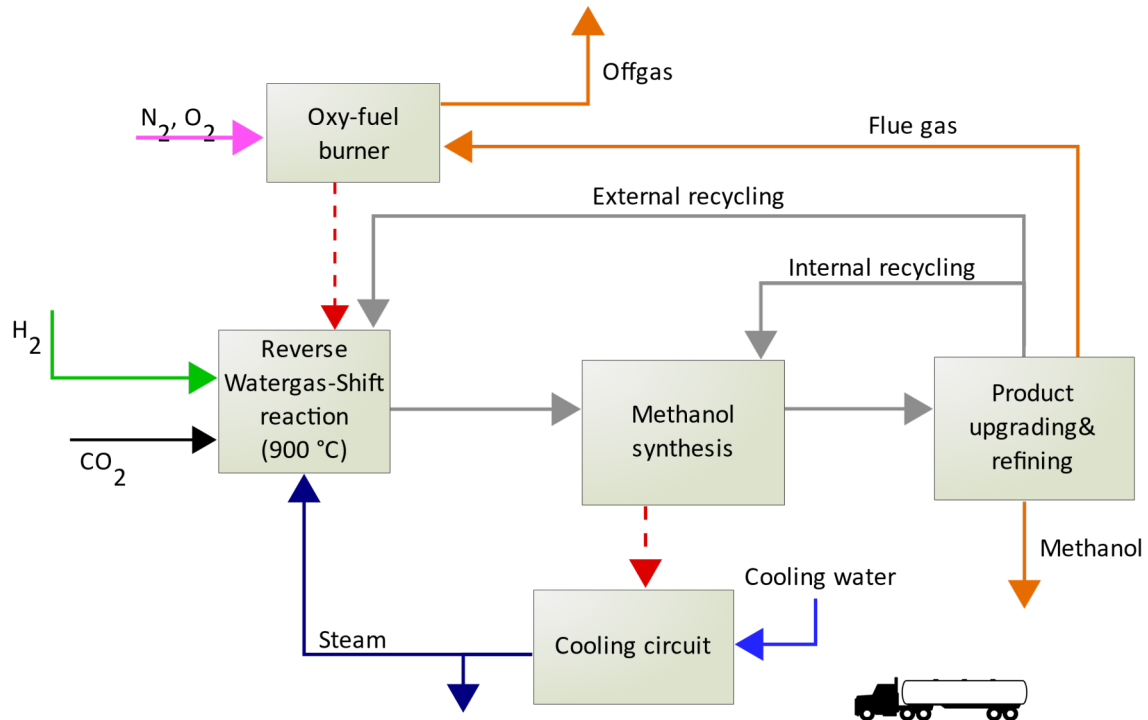 Offgas
N2, O2
Oxy-fuel
burner
Flue gas
External recycling
Internal recycling
H2
Reverse
Watergas-Shift
reaction
(900 °C)
CO2
Methanol
synthesis
Product
upgrading&
refining
Methanol
Cooling water
Steam
Cooling circuit